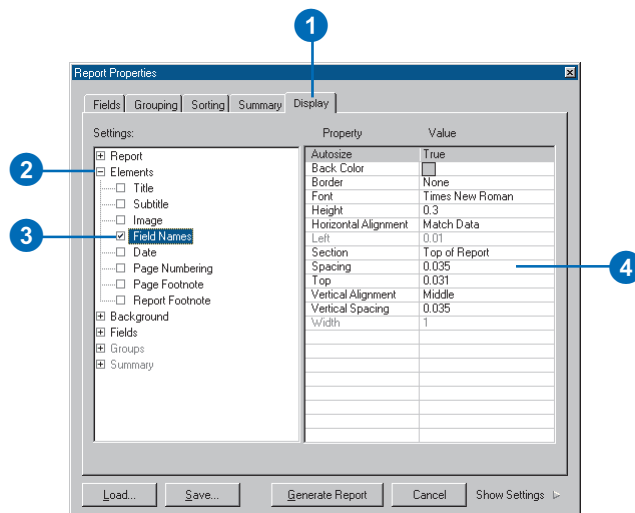 1
Report Properties
Fields Grouping Sorting Summary Display
Settings:
Property Value
2
3
4
Report
Elements
Title
Subtitle
Image
Field Names
Date
Page Numbering
Page Footnote
Report Footnote
Background
Fields
Groups
Summary
Autosize True
Back Color
Border None
Font Times New Roman
Height 0.3
Horizontal Alignment Match Data
Left 0.01
Section Top of Report
Spacing 0.035
Top 0.031
Vertical Alignment Middle
Vertical Spacing 0.035
Width 1
Load... Save... Generate Report Cancel Show Settings